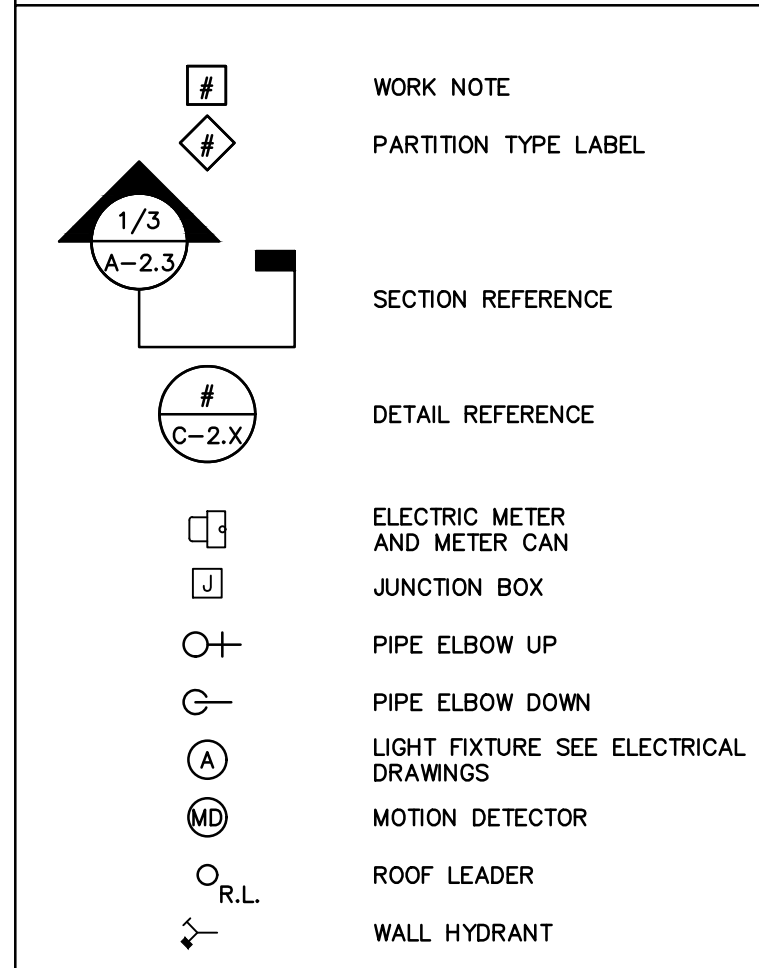 # WORK NOTE
# PARTITION TYPE LABEL
1/3
A-2.3
SECTION REFERENCE
#
C-2.X
DETAIL REFERENCE
ELECTRIC METER
AND METER CAN
J JUNCTION BOX
PIPE ELBOW UP
PIPE ELBOW DOWN
A LIGHT FIXTURE SEE ELECTRICAL
DRAWINGS
MD MOTION DETECTOR
R.L. ROOF LEADER
WALL HYDRANT